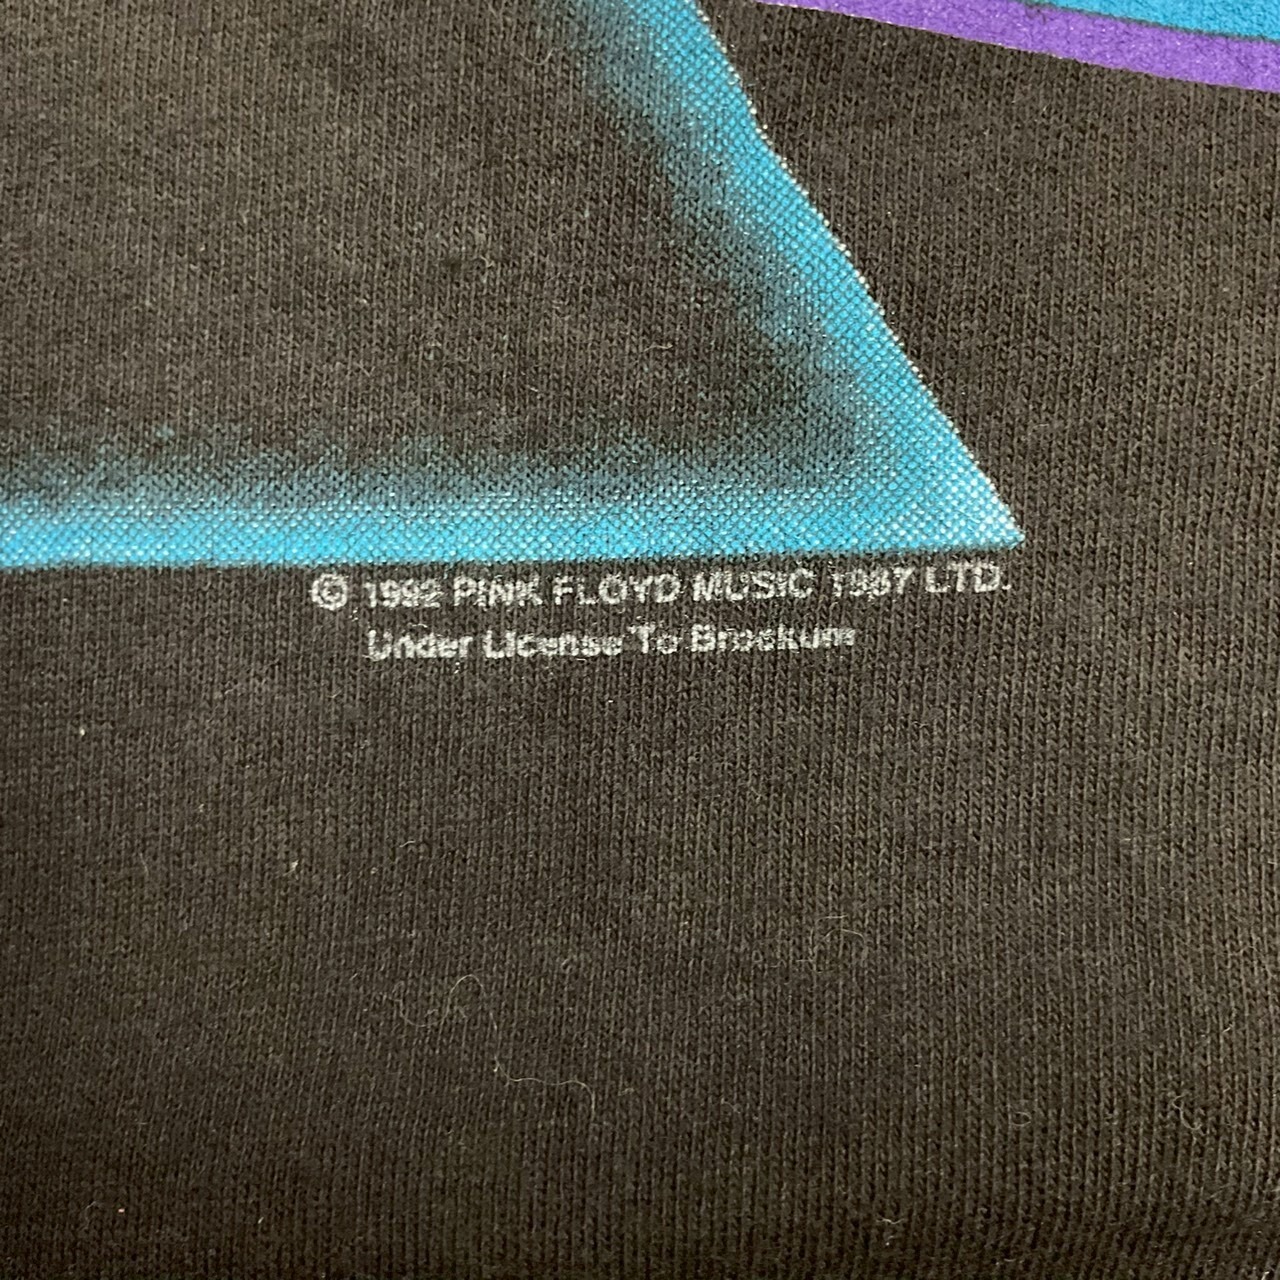 © 1992 PINK FLOYD MUSIC 1987 LTD.
Under License To Brockum